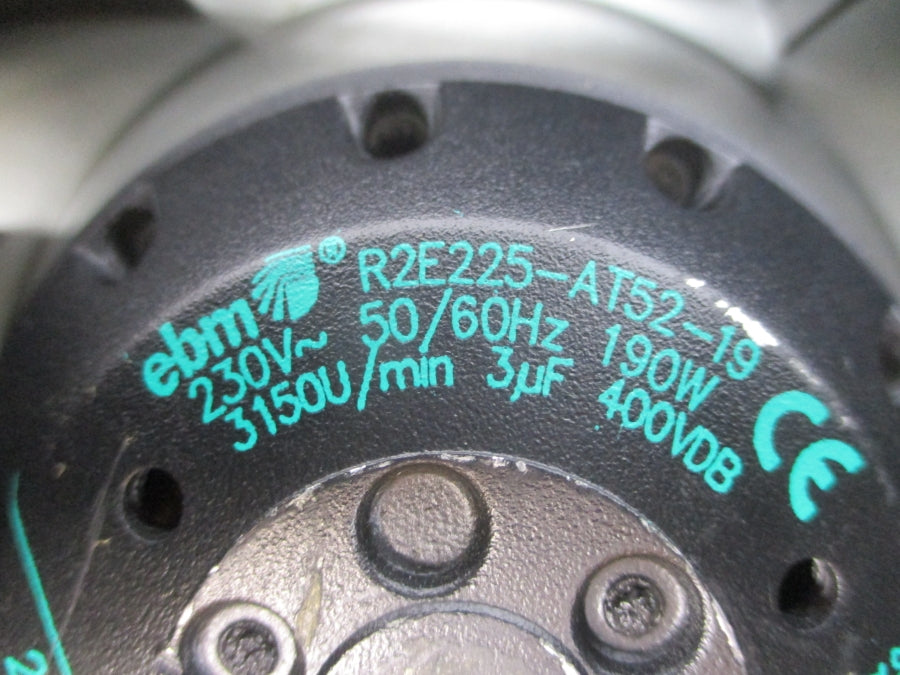 ebm ® R2E225-AT52-19
230V~ 50/60Hz 190W
3150U/min 3µF 400VDB
CE